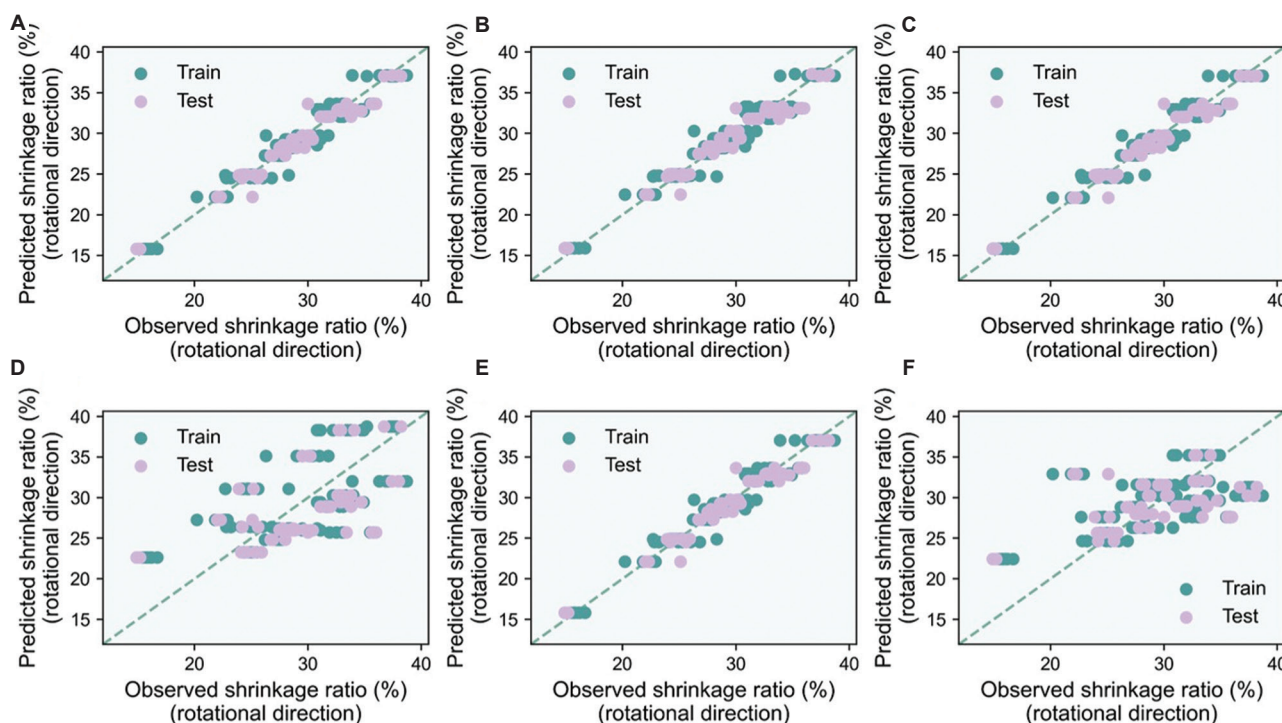 A
Predicted shrinkage ratio (%)
(rotational direction)
40
35
30
25
20
15
Train
Test
20
30
40
Observed shrinkage ratio (%)
(rotational direction)
B
Predicted shrinkage ratio (%)
(rotational direction)
40
35
30
25
20
15
Train
Test
20
30
40
Observed shrinkage ratio (%)
(rotational direction)
C
Predicted shrinkage ratio (%)
(rotational direction)
40
35
30
25
20
15
Train
Test
20
30
40
Observed shrinkage ratio (%)
(rotational direction)
D
Predicted shrinkage ratio (%)
(rotational direction)
40
35
30
25
20
15
Train
Test
20
30
40
Observed shrinkage ratio (%)
(rotational direction)
E
Predicted shrinkage ratio (%)
(rotational direction)
40
35
30
25
20
15
Train
Test
20
30
40
Observed shrinkage ratio (%)
(rotational direction)
F
Predicted shrinkage ratio (%)
(rotational direction)
40
35
30
25
20
15
Train
Test
20
30
40
Observed shrinkage ratio (%)
(rotational direction)